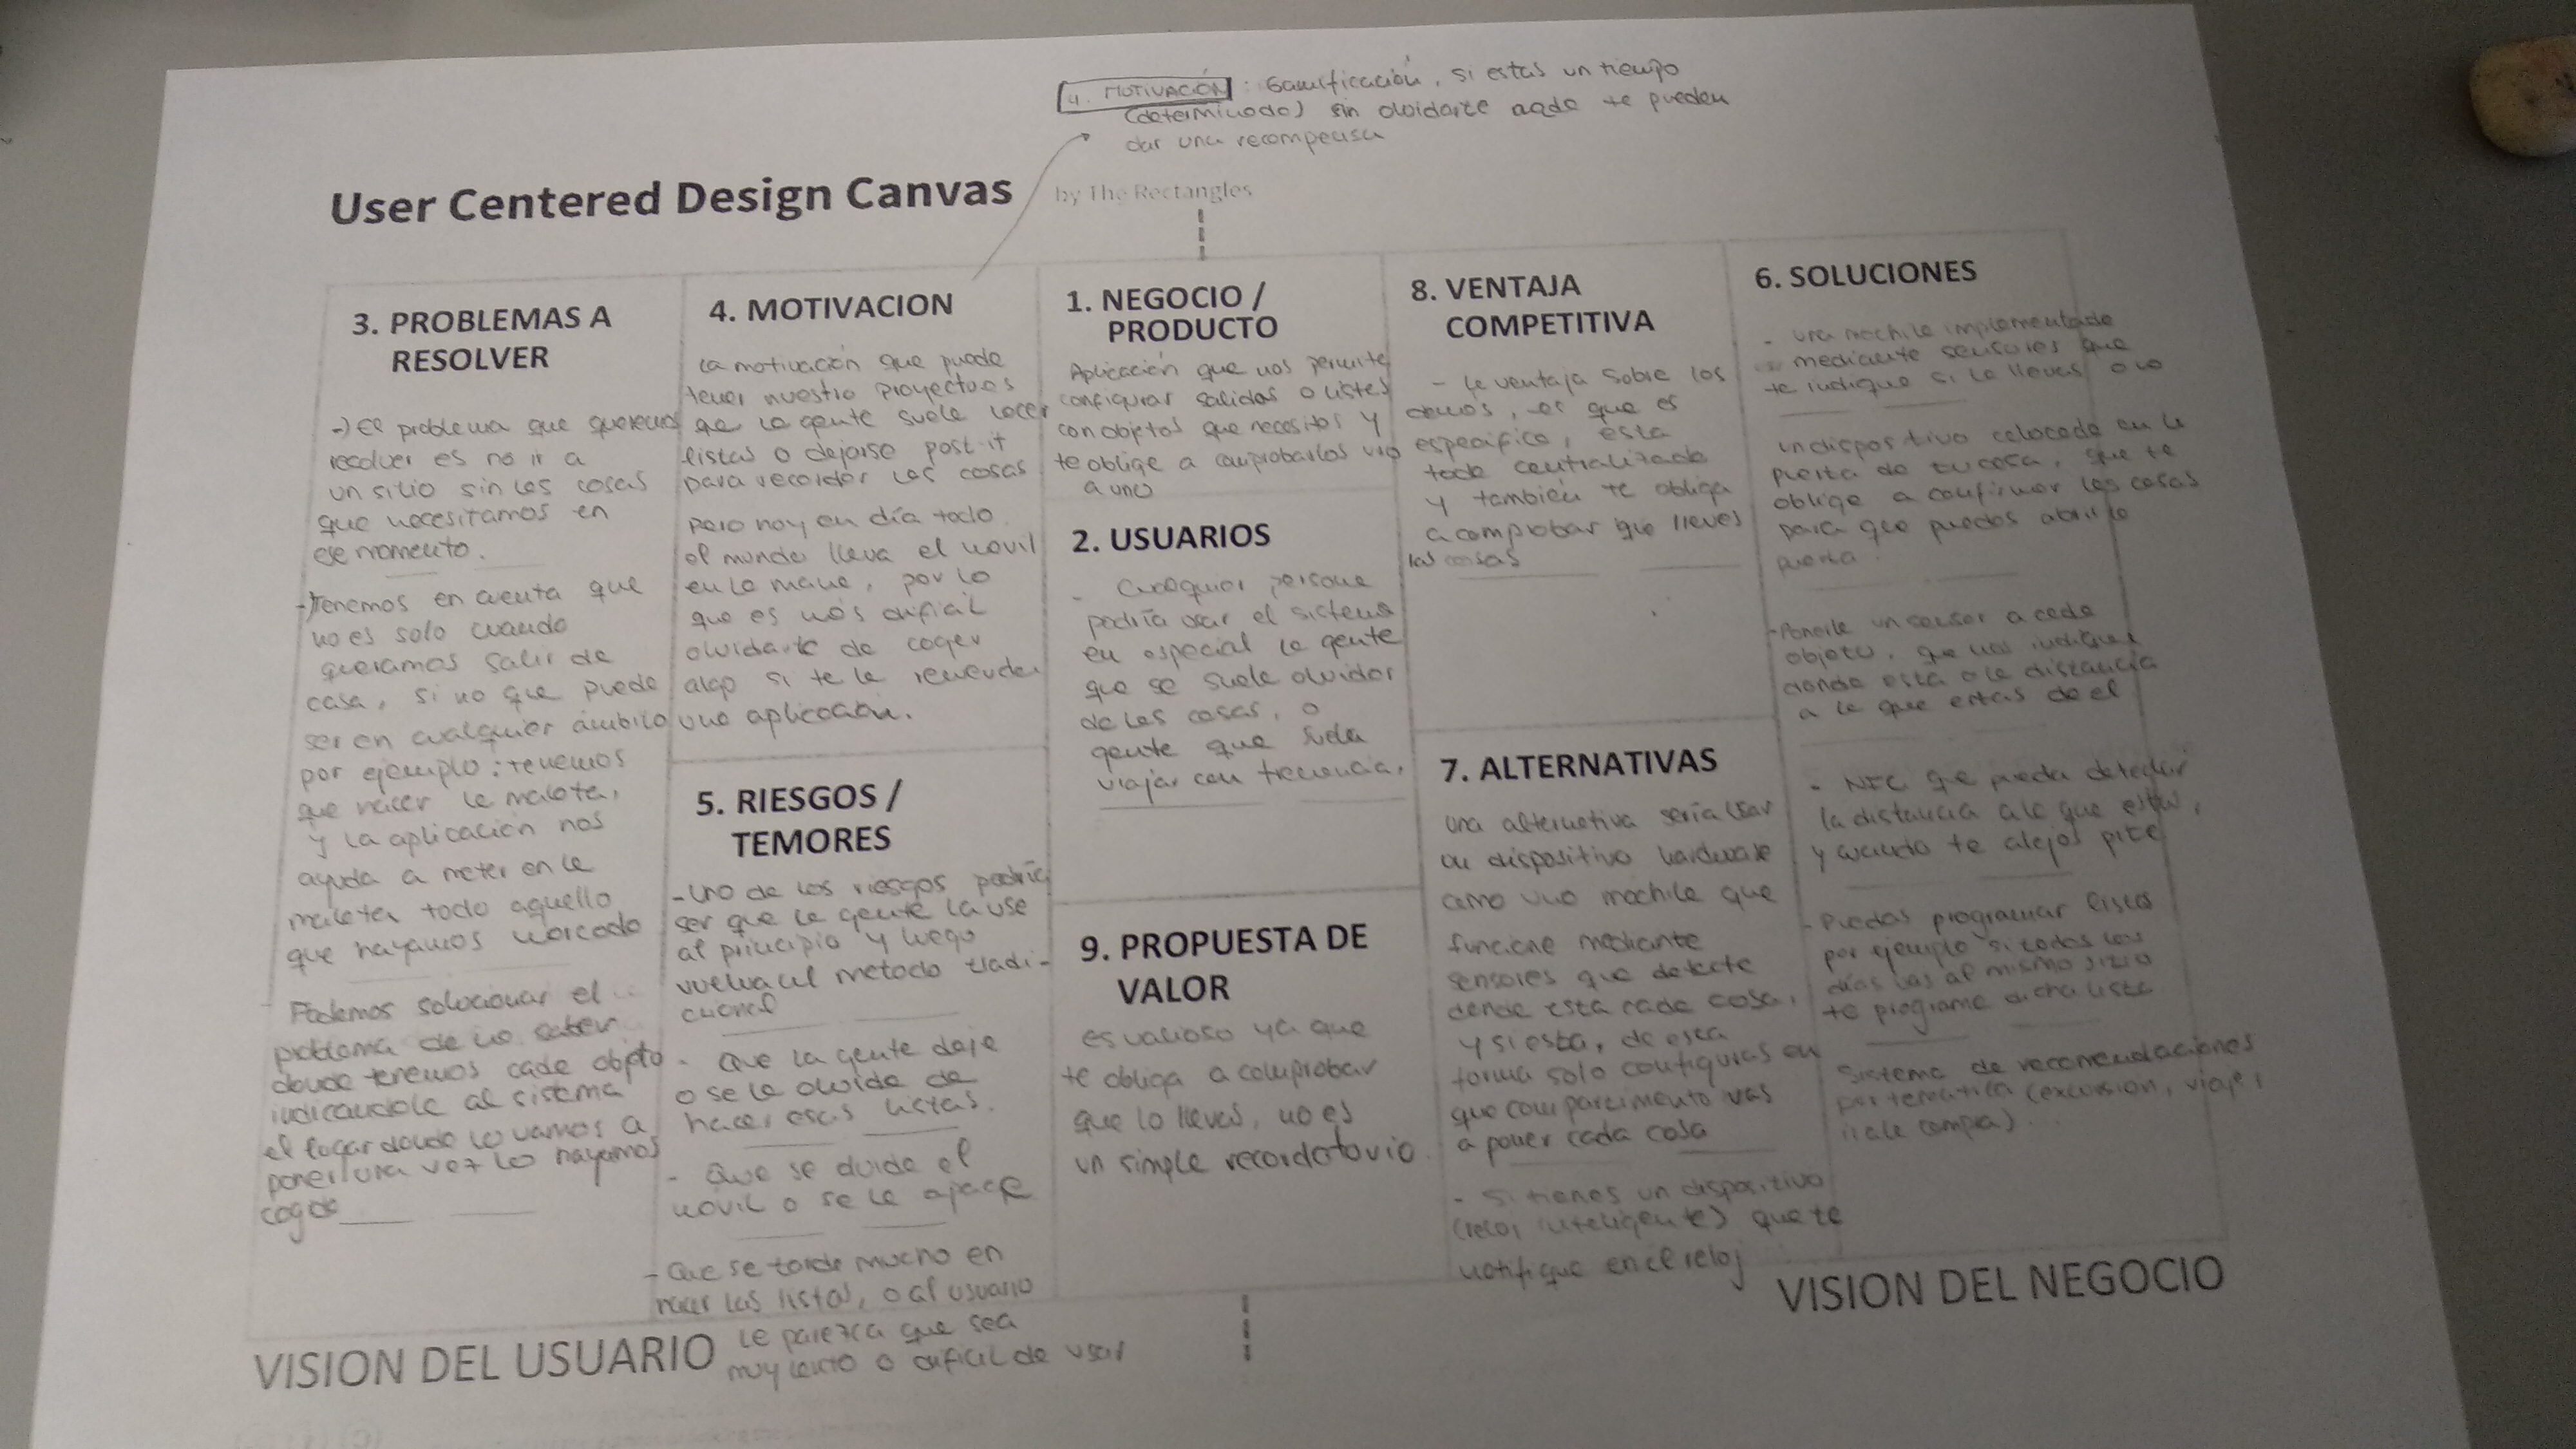 4. MOTIVACIÓN : Gamificación, si estas un tiempo
(determinado) sin olvidarte nada te pueden
dar una recompensa
User Centered Design Canvas
by The Rectangles
3. PROBLEMAS A
RESOLVER
-) El problema que queremos
resolver es no ir a
un sitio sin las cosas
que necesitamos en
ese momento.
-) Tenemos en cuenta que
no es solo cuando
queramos salir de
casa, si no que puede
ser en cualquier ámbito
por ejemplo: tenemos
que hacer la maleta,
y la aplicación nos
ayuda a meter en la
maleta todo aquello
que hayamos marcado
- Podemos solucionar el
problema de no saber
donde tenemos cada objeto
indicandole al sistema
el lugar donde lo vamos a
poner una vez lo hayamos
cogido
4. MOTIVACION
La motivación que puede
tener nuestro proyecto es
que la gente suele hacer
listas o dejarse post-it
para recordar las cosas
pero hoy en día todo
el mundo lleva el movil
en la mano, por lo
que es más dificil
olvidarte de coger
algo si te lo recuerda
una aplicación.
5. RIESGOS /
TEMORES
- Uno de los riesgos podría
ser que la gente la use
al principio y luego
vuelva al metodo tradi-
cional
- Que la gente deje
o se le olvide de
hacer esas listas.
- Que se olvide el
móvil o se le apague
- Que se tarde mucho en
hacer las listas, o al usuario
le parezca que sea
muy lento o dificil de usar
1. NEGOCIO /
PRODUCTO
Aplicación que nos permite
configurar salidas o listas
con objetos que necesitas y
te oblige a comprobarlos uno
a uno
2. USUARIOS
- Cualquier persona
podría usar el sistema
en especial la gente
que se suele olvidar
de las cosas, o
gente que suela
viajar con frecuencia.
9. PROPUESTA DE
VALOR
es valioso ya que
te obliga a comprobar
que lo lleves, no es
un simple recordatorio.
8. VENTAJA
COMPETITIVA
- La ventaja sobre los
demos, es que es
especifico, esta
todo centralizado
y también te obliga
a comprobar que lleves
las cosas
7. ALTERNATIVAS
Una alternativa sería usar
un dispositivo hardware
como una mochila que
funcione mediante
sensores que detecte
donde esta cada cosa,
y si esta, de esta
forma solo configuras en
que compartimento vas
a poner cada cosa
- Si tienes un dispositivo
(reloj inteligente) que te
notifique en el reloj
6. SOLUCIONES
- una mochila implementada
mediante sensores que
te indique si lo llevas o no
un dispositivo colocado en la
puerta de tu casa, que te
oblige a confirmar las cosas
para que puedas abrir la
puerta
- Ponerle un sensor a cada
objeto, que nos indique
donde esta o la distancia
a la que estas de el
- NFC que pueda detectar
la distancia a la que estas,
y cuando te alejas pite
- Puedas programar listas
por ejemplo si todos los
días vas al mismo sitio
te programe dicha lista
Sistema de recomendaciones
por tematica (excursion, viaje,
ir a la compra)...
VISION DEL USUARIO
VISION DEL NEGOCIO